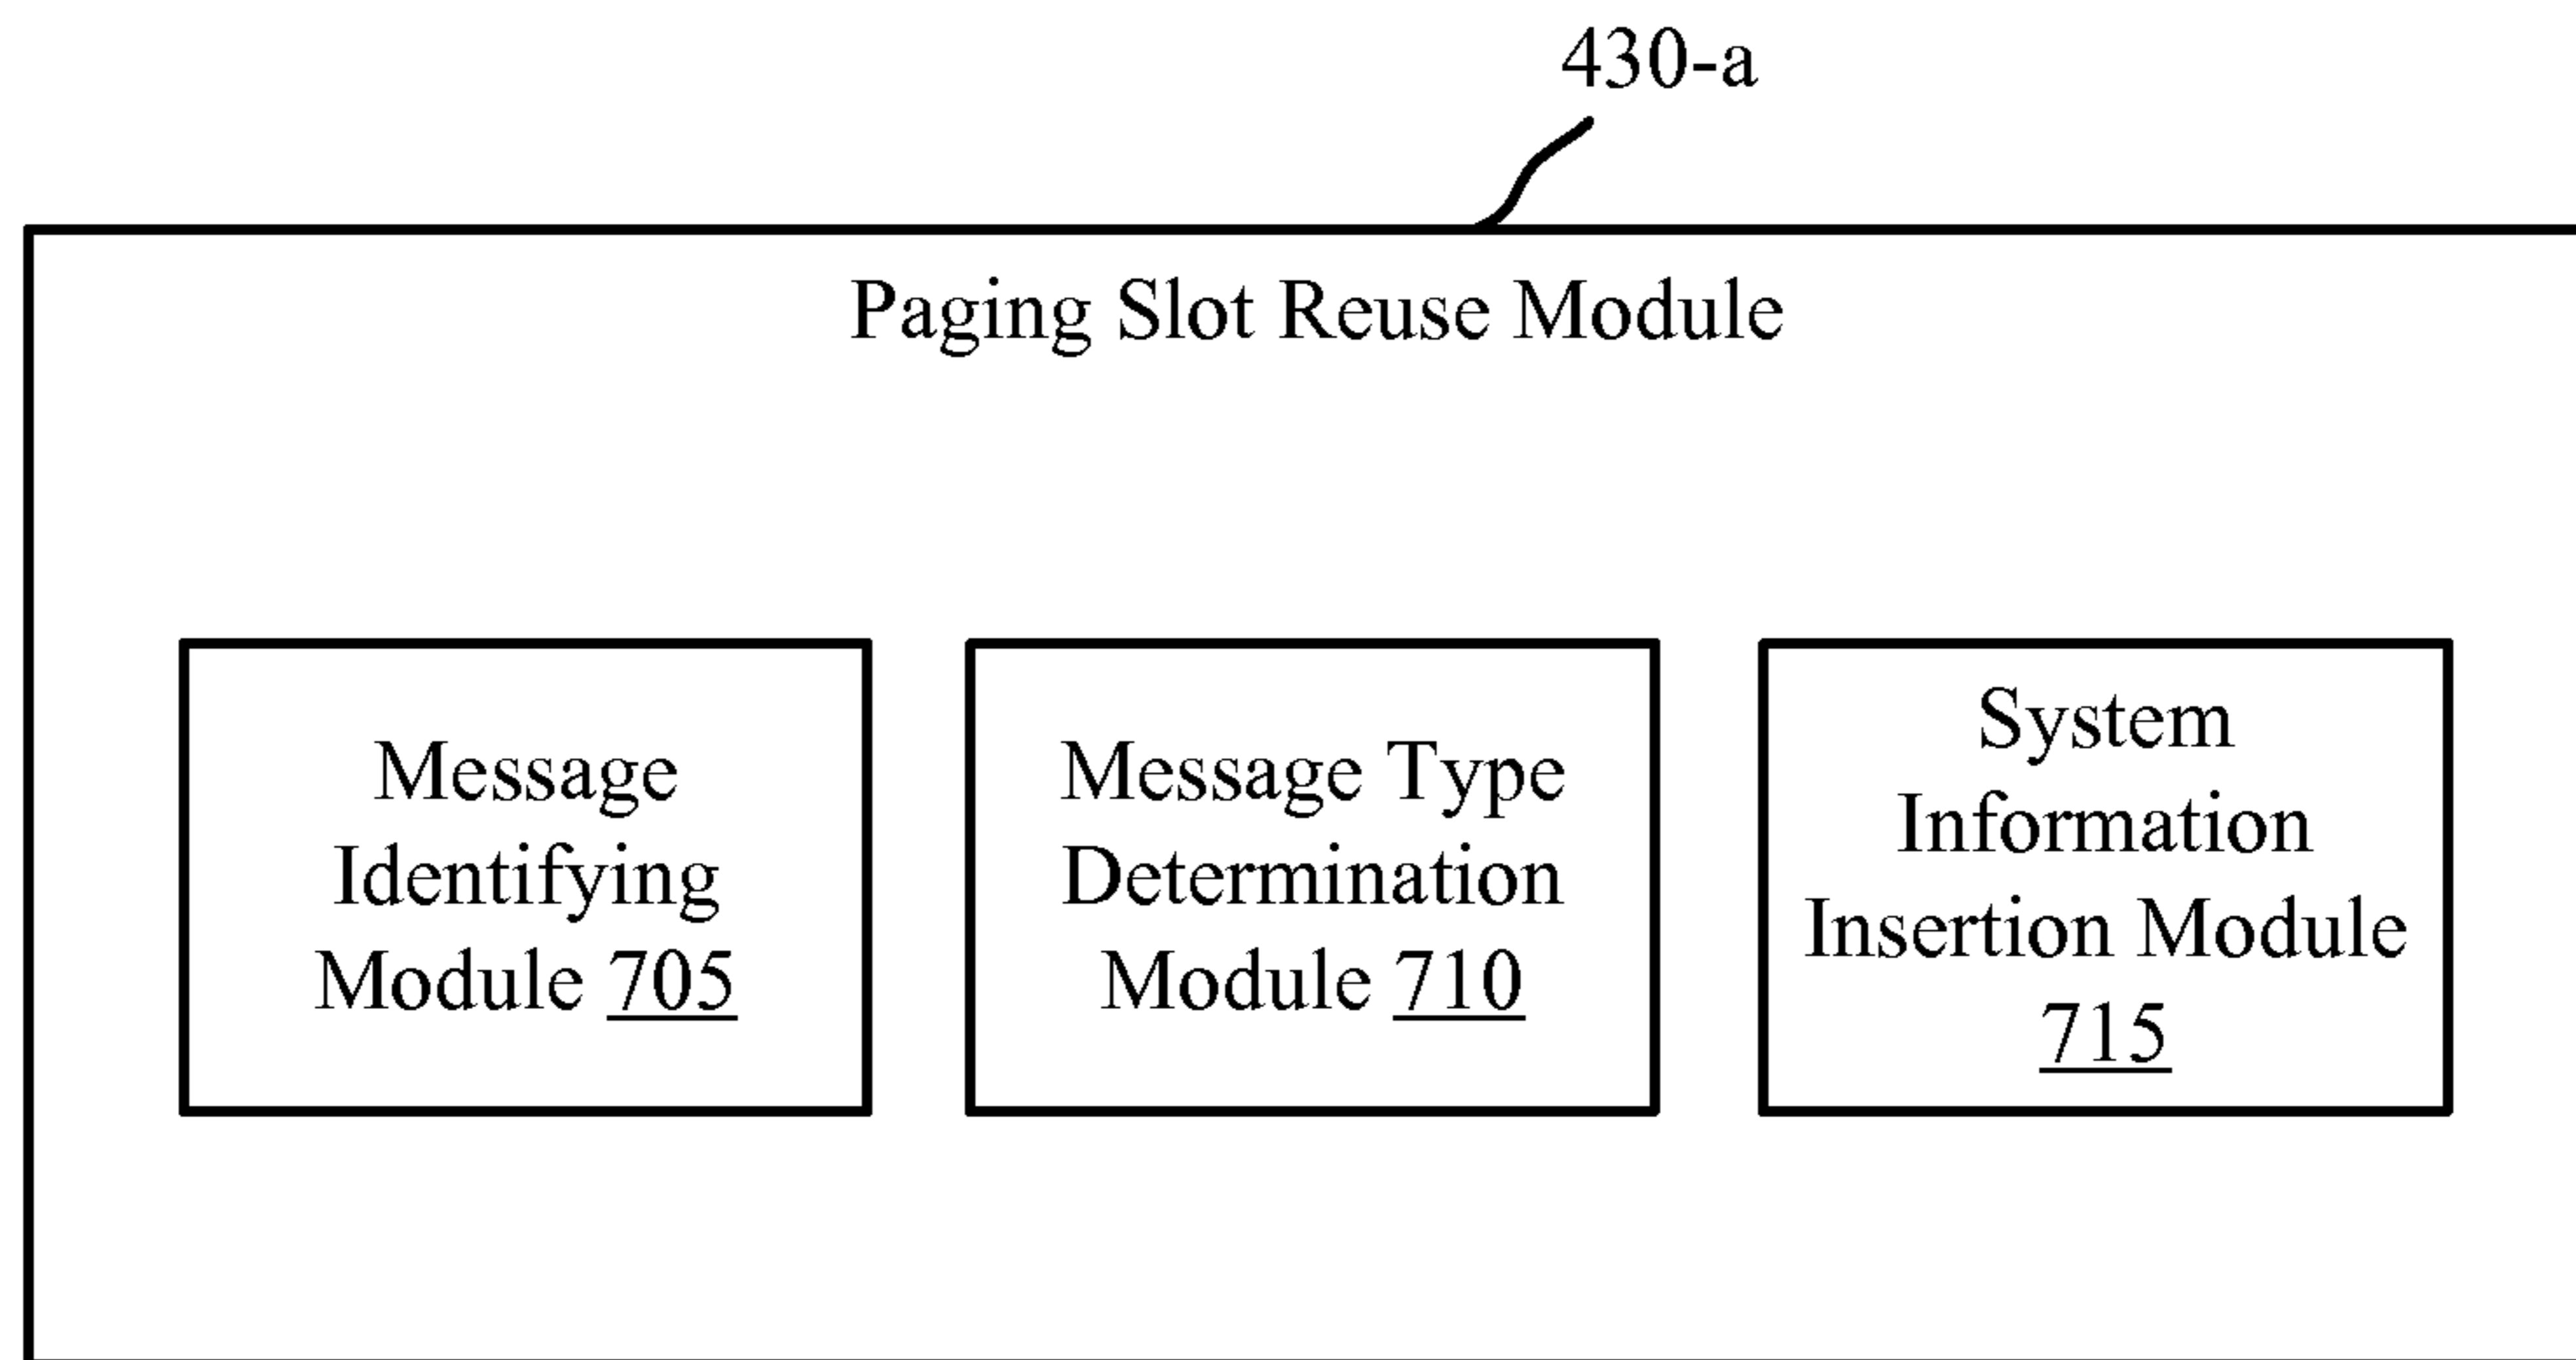 430-a
Paging Slot Reuse Module
Message
Identifying
Module 705
Message Type
Determination
Module 710
System
Information
Insertion Module
715